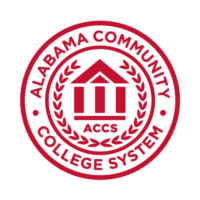 ALABAMA COMMUNITY
ACCS
• COLLEGE SYSTEM •